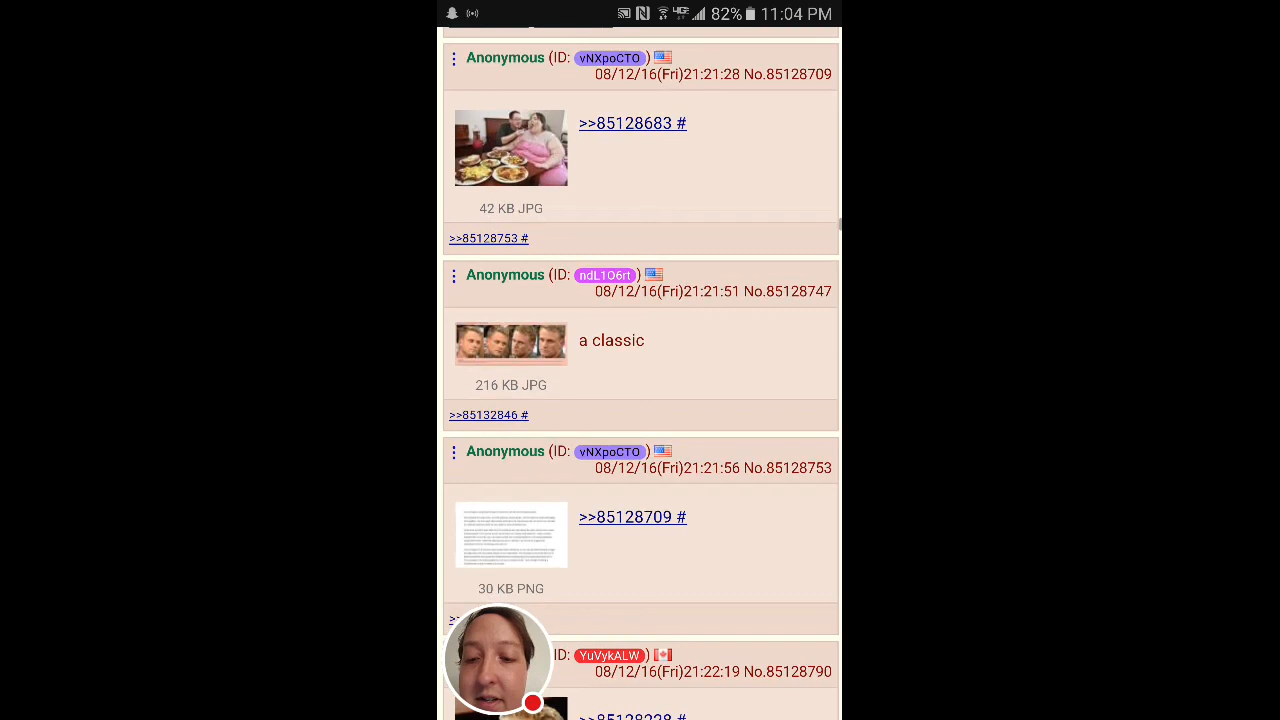 82% 11:04 PM
Anonymous (ID: vNXpoCTO)
08/12/16(Fri)21:21:28 No.85128709
>>85128683 #
42 KB JPG
>>85128753 #
Anonymous (ID: ndL1O6rt)
08/12/16(Fri)21:21:51 No.85128747
a classic
216 KB JPG
>>85132846 #
Anonymous (ID: vNXpoCTO)
08/12/16(Fri)21:21:56 No.85128753
>>85128709 #
30 KB PNG
ID: YuVykALW)
08/12/16(Fri)21:22:19 No.85128790
>>85128228 #